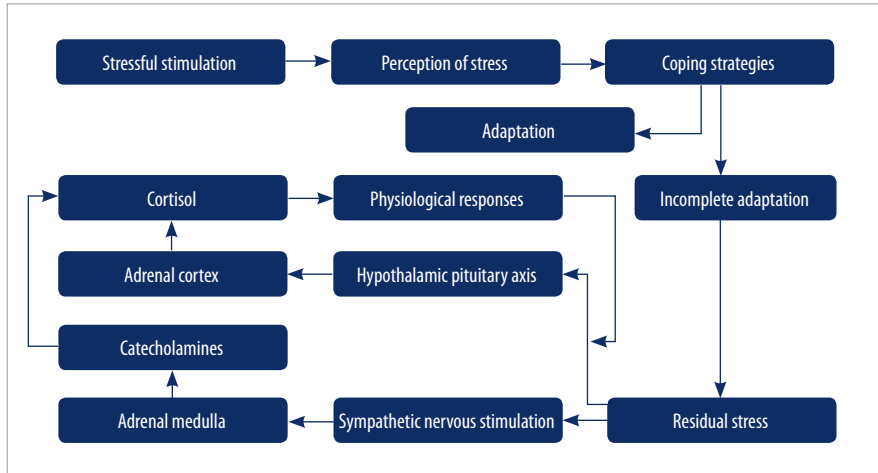 Stressful stimulation
Perception of stress
Coping strategies
Adaptation
Cortisol
Physiological responses
Incomplete adaptation
Adrenal cortex
Hypothalamic pituitary axis
Catecholamines
Adrenal medulla
Sympathetic nervous stimulation
Residual stress